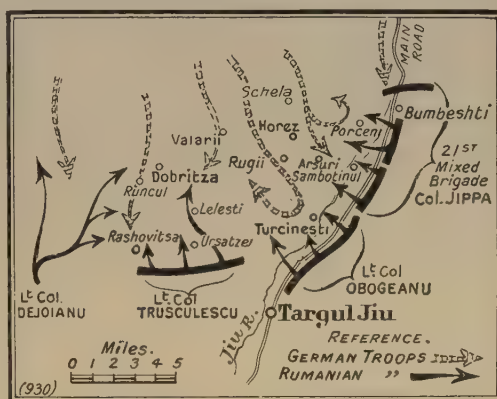 MAIN
ROAD
Schela
Horez
Porceni
Bumbeshti
Valarii
21ST
Mixed
Brigade
Col. JIPPA
Rugii
Arsuri
Sambotinul
Dobritza
Runcul
Lelesti
Turcinesti
Rashovitsa
Ursatzei
Lt Col.
DEJOIANU
Lt Col
TRUSCULESCU
Lt Col
OBOGEANU
Targul Jiu
Jiu R.
Miles.
0 1 2 3 4 5
REFERENCE.
GERMAN TROOPS
RUMANIAN "
(930)